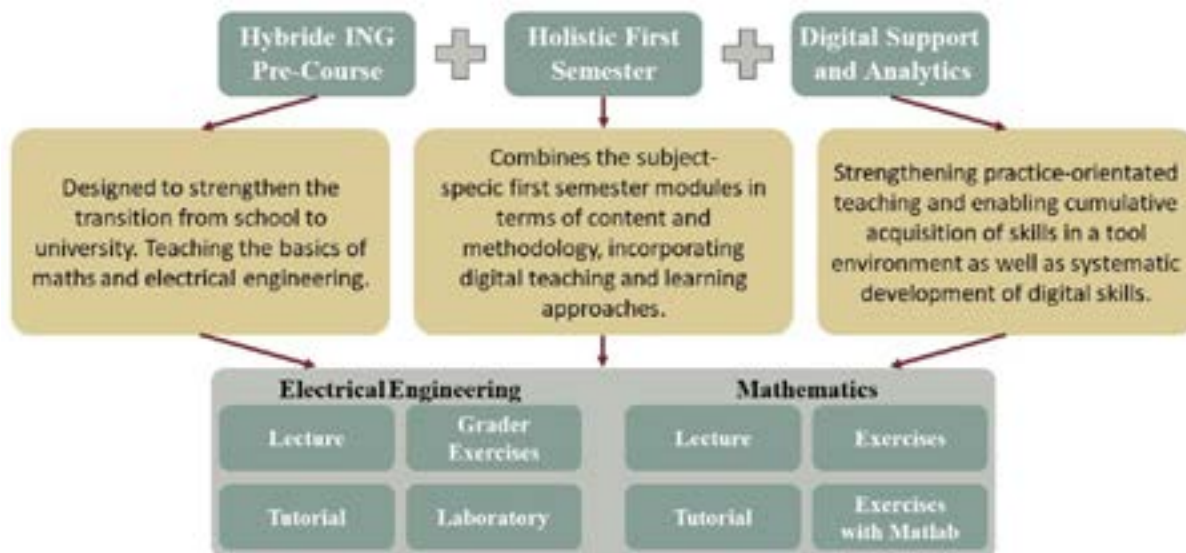 Hybride ING
Pre-Course
Holistic First
Semester
Digital Support
and Analytics
Designed to strengthen the
transition from school to
university. Teaching the basics of
maths and electrical engineering.
Combines the subject-
specic first semester modules in
terms of content and
methodology, incorporating
digital teaching and learning
approaches.
Strengthening practice-orientated
teaching and enabling cumulative
acquisition of skills in a tool
environment as well as systematic
development of digital skills.
Electrical Engineering
Lecture
Grader
Exercises
Tutorial
Laboratory
Mathematics
Lecture
Exercises
Tutorial
Exercises
with Matlab